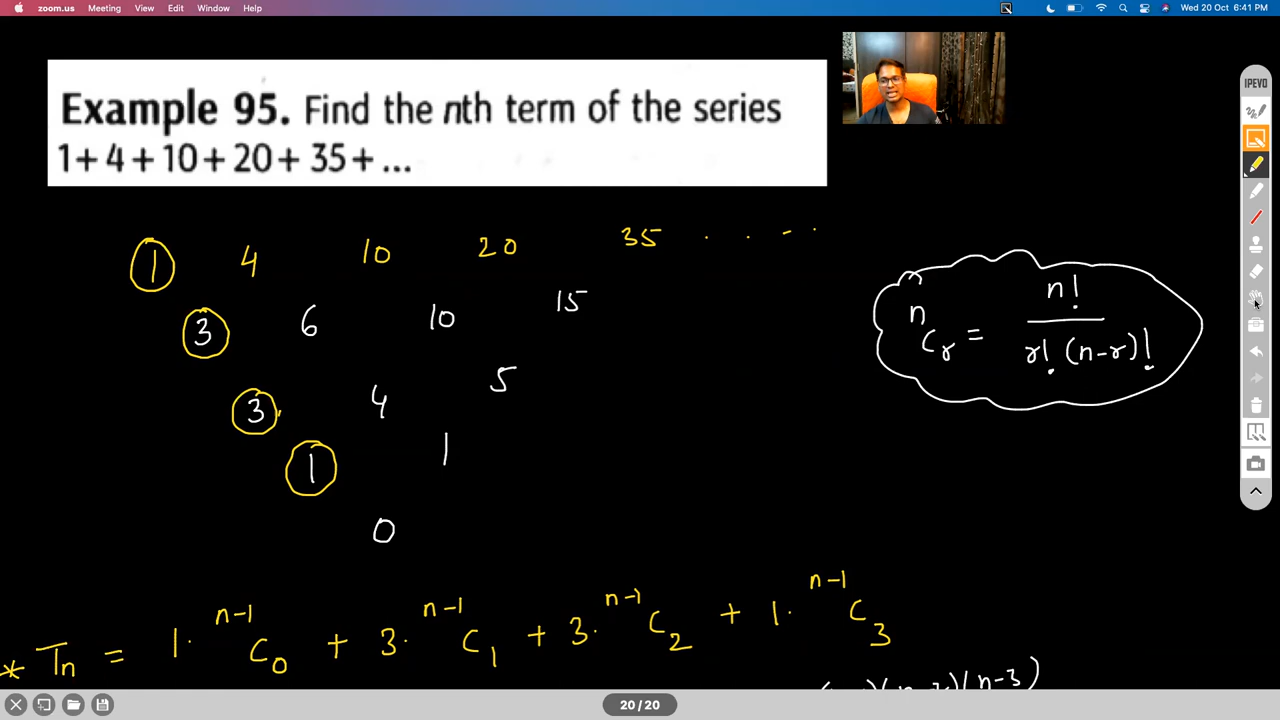 zoom.us Meeting View Edit Window Help Wed 20 Oct 6:41 PM
Example 95. Find the nth term of the series
1+4+10+20+35+...
IPEVO
1 4 10 20 35 . . - .
3 6 10 15
3 4 5
1 1
0
nCr = n! / r! (n-r)!
* Tn = 1. n-1C0 + 3. n-1C1 + 3. n-1C2 + 1. n-1C3
(n-3)
20 / 20